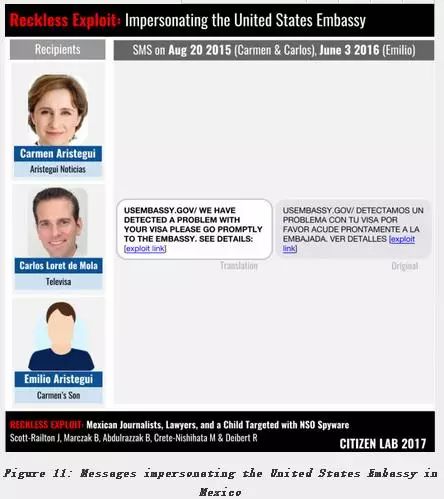 Reckless Exploit: Impersonating the United States Embassy
Recipients
SMS on Aug 20 2015 (Carmen & Carlos), June 3 2016 (Emilio)
Carmen Aristegui
Aristegui Noticias
Carlos Loret de Mola
Televisa
Emilio Aristegui
Carmen's Son
USEMBASSY.GOV/ WE HAVE
DETECTED A PROBLEM WITH
YOUR VISA PLEASE GO PROMPTLY
TO THE EMBASSY. SEE DETAILS:
[exploit link]
Translation
USEMBASSY.GOV/ DETECTAMOS UN
PROBLEMA CON TU VISA POR
FAVOR ACUDE PRONTAMENTE A LA
EMBAJADA. VER DETALLES [exploit
link]
Original
RECKLESS EXPLOIT: Mexican Journalists, Lawyers, and a Child Targeted with NSO Spyware
Scott-Railton J, Marczak B, Abdulrazzak B, Crete-Nishihata M & Deibert R
CITIZEN LAB 2017
Figure 11: Messages impersonating the United States Embassy in
Mexico